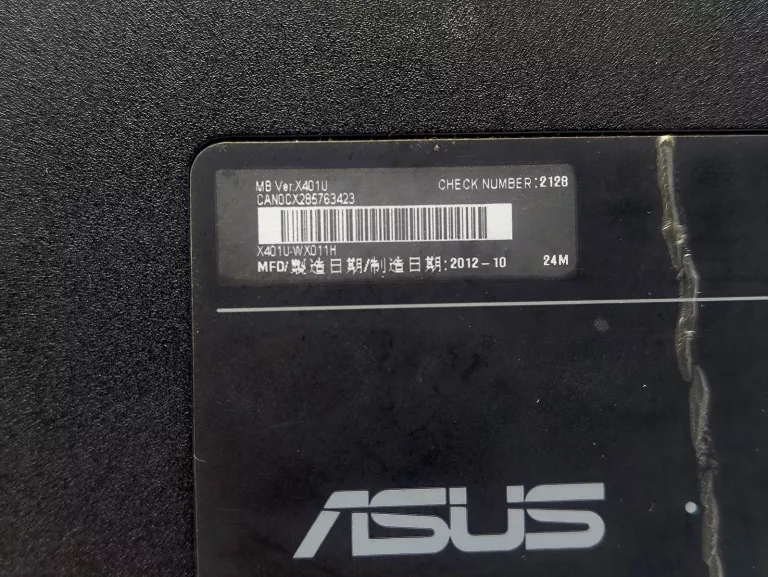 MB Ver.X401U
CHECK NUMBER:2128
CAN0CX285763423
X401U-WX011H
MFD/製造日期/制造日期:2012-10 24M
ASUS